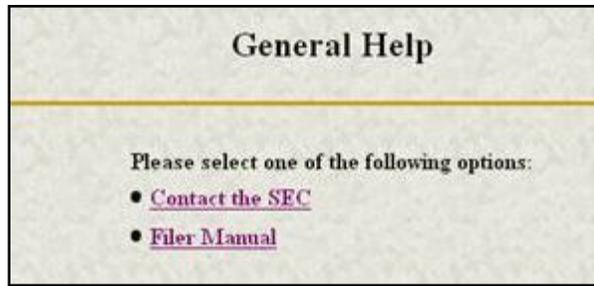 General Help
Please select one of the following options:
• Contact the SEC
• Filer Manual